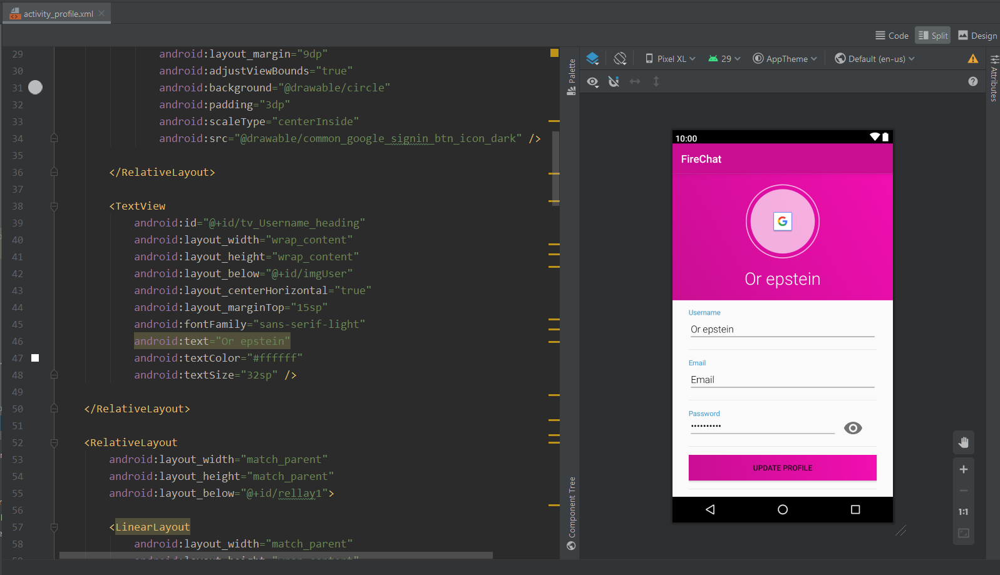 activity_profile.xml
Code
Split
Design
29 android:layout_margin="9dp"
30 android:adjustViewBounds="true"
31 android:background="@drawable/circle"
32 android:padding="3dp"
33 android:scaleType="centerInside"
34 android:src="@drawable/common_google_signin_btn_icon_dark" />
35
36 </RelativeLayout>
37
38 <TextView
39 android:id="@+id/tv_Username_heading"
40 android:layout_width="wrap_content"
41 android:layout_height="wrap_content"
42 android:layout_below="@+id/imgUser"
43 android:layout_centerHorizontal="true"
44 android:layout_marginTop="15sp"
45 android:fontFamily="sans-serif-light"
46 android:text="Or epstein"
47 android:textColor="#ffffff"
48 android:textSize="32sp" />
49
50 </RelativeLayout>
51
52 <RelativeLayout
53 android:layout_width="match_parent"
54 android:layout_height="match_parent"
55 android:layout_below="@+id/rellay1">
56
57 <LinearLayout
58 android:layout_width="match_parent"
Palette
Component Tree
Pixel XL
29
AppTheme
Default (en-us)
Attributes
10:00
FireChat
G
Or epstein
Username
Or epstein
Email
Email
Password
••••••••••
UPDATE PROFILE
1:1